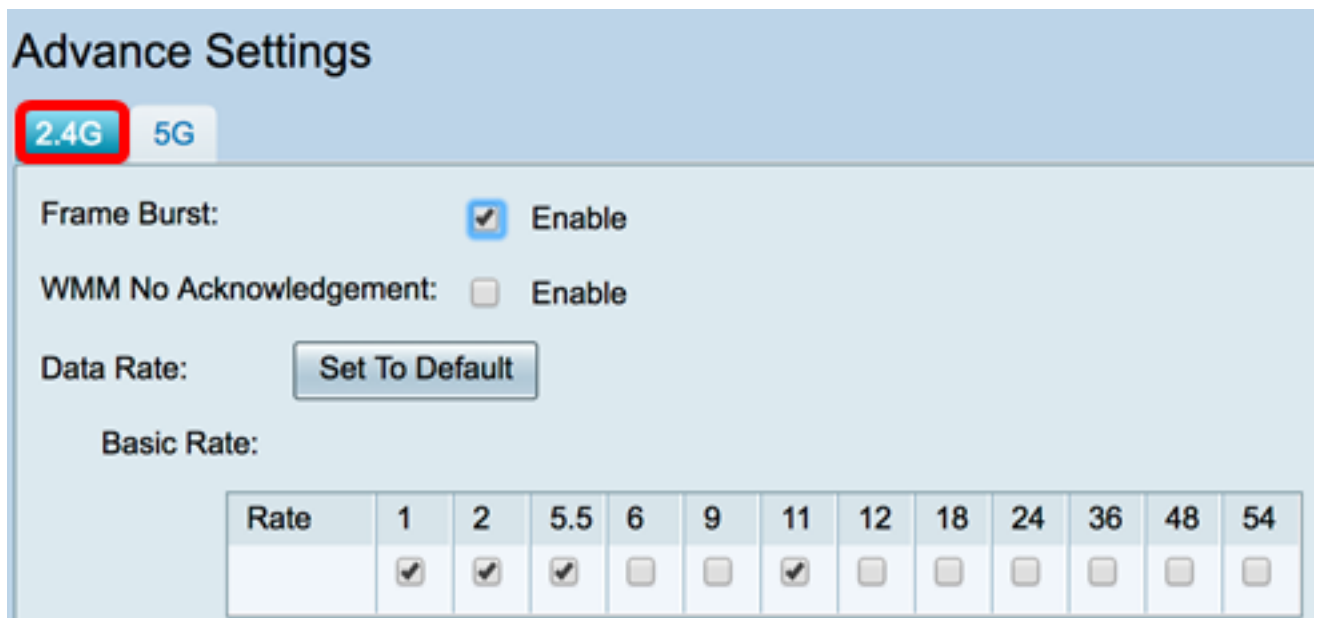 Advance Settings
2.4G 5G
Frame Burst: Enable
WMM No Acknowledgement: Enable
Data Rate: Set To Default
Basic Rate:
Rate 1 2 5.5 6 9 11 12 18 24 36 48 54